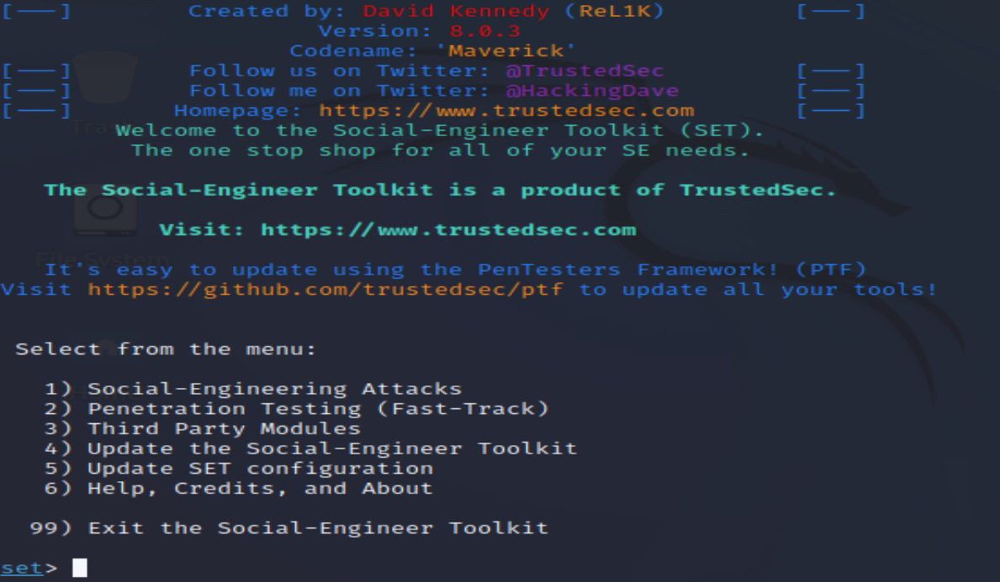 [---] Created by: David Kennedy (ReL1K) [---]
Version: 8.0.3
Codename: 'Maverick'
[---] Follow us on Twitter: @TrustedSec [---]
[---] Follow me on Twitter: @HackingDave [---]
[---] Homepage: https://www.trustedsec.com [---]
Welcome to the Social-Engineer Toolkit (SET).
The one stop shop for all of your SE needs.
The Social-Engineer Toolkit is a product of TrustedSec.
Visit: https://www.trustedsec.com
File System
It's easy to update using the PenTesters Framework! (PTF)
Visit https://github.com/trustedsec/ptf to update all your tools!
Select from the menu:
1) Social-Engineering Attacks
2) Penetration Testing (Fast-Track)
3) Third Party Modules
4) Update the Social-Engineer Toolkit
5) Update SET configuration
6) Help, Credits, and About
99) Exit the Social-Engineer Toolkit
set>